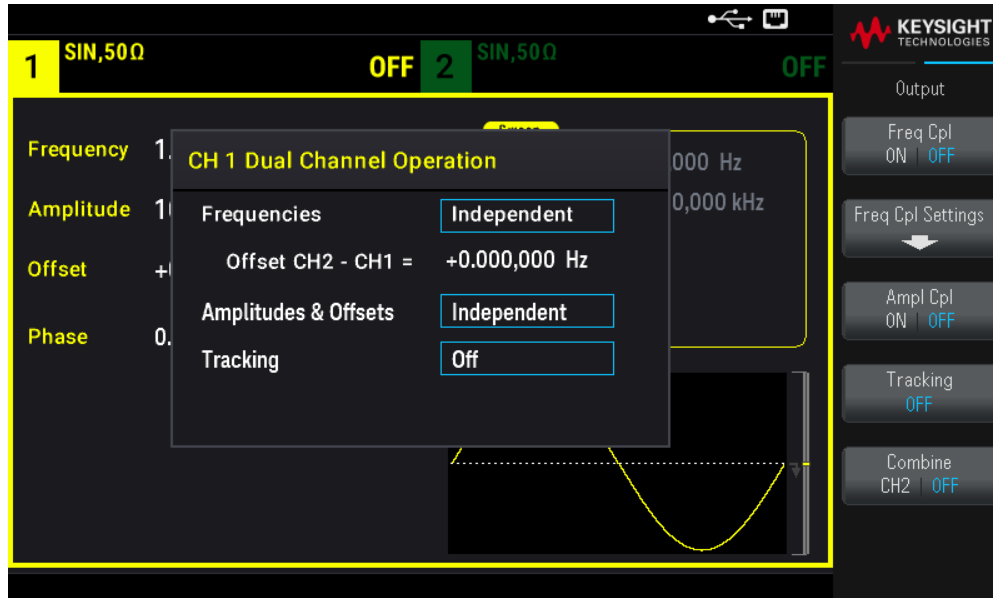 KEYSIGHT
TECHNOLOGIES
1 SIN,50Ω OFF 2 SIN,50Ω OFF
Output
Frequency 1.
CH 1 Dual Channel Operation
,000 Hz
Freq Cpl
ON | OFF
Amplitude
Frequencies Independent
0,000 kHz
Freq Cpl Settings
Offset
Offset CH2 - CH1 = +0.000,000 Hz
Amplitudes & Offsets Independent
Ampl Cpl
ON | OFF
Phase 0.
Tracking Off
Tracking
OFF
Combine
CH2 | OFF